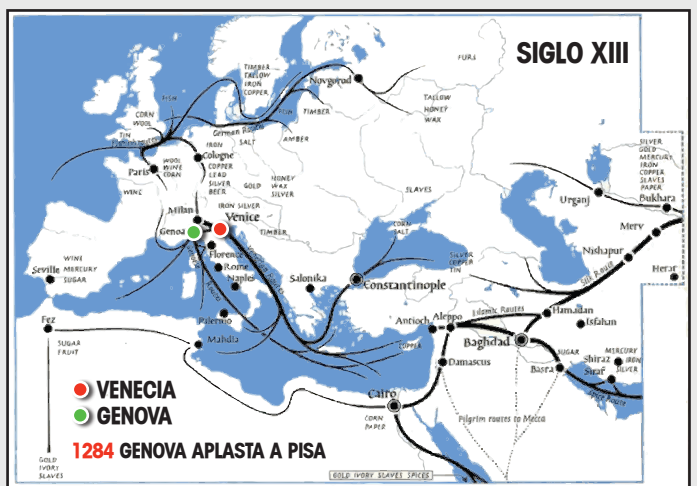 SIGLO XIII
FURS
TIMBER
TALLOW
IRON
COPPER
Novgorod
FISH
TALLOW
HONEY
WAX
CORN
WOOL
FISH
TIMBER
TIN
German
SALT
AMBER
IRON
Cologne
COPPER
LEAD
SILVER
BEER
WOOL
WINE
CORN
Paris
GOLD
HONEY
WAX
SILVER
SLAVES
WINE
IRON SILVER
Milan
Venice
Genoa
TIMBER
CORN
SALT
SILVER
GOLD
MERCURY
IRON
COPPER
SLAVES
PAPER
Urganj
Bukhara
Merv
Nishapur
Herat
Florence
Rome
Naples
Salonika
Constantinople
SILVER
COPPER
TIN
Silk Route
WINE
MERCURY
SUGAR
Seville
Palermo
Antioch
Aleppo
Islamic Routes
Hamadan
Isfahan
Fez
SUGAR
FRUIT
Mahdia
COPPER
Baghdad
Damascus
SUGAR
Basra
Shiraz
Siraf
MERCURY
IRON
SILVER
Spice Route
VENECIA
GENOVA
Cairo
CORN
PAPER
Pilgrim routes to Mecca
1284 GENOVA APLASTA A PISA
GOLD
IVORY
SLAVES
GOLD IVORY SLAVES SPICES